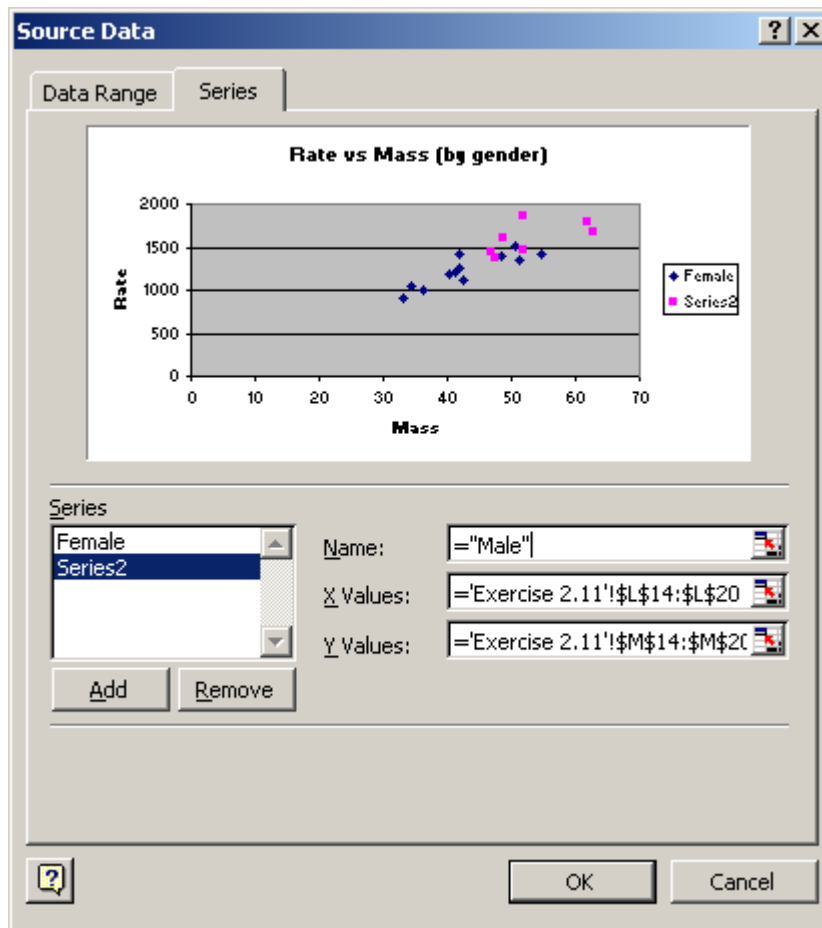 Source Data
Data Range Series
Rate vs Mass (by gender)
2000
1500
1000
500
0
Rate
0 10 20 30 40 50 60 70
Mass
Female
Series2
Series
Female
Series2
Name: ="Male"
X Values: ='Exercise 2.11'!$L$14:$L$20
Y Values: ='Exercise 2.11'!$M$14:$M$20
Add Remove
OK Cancel